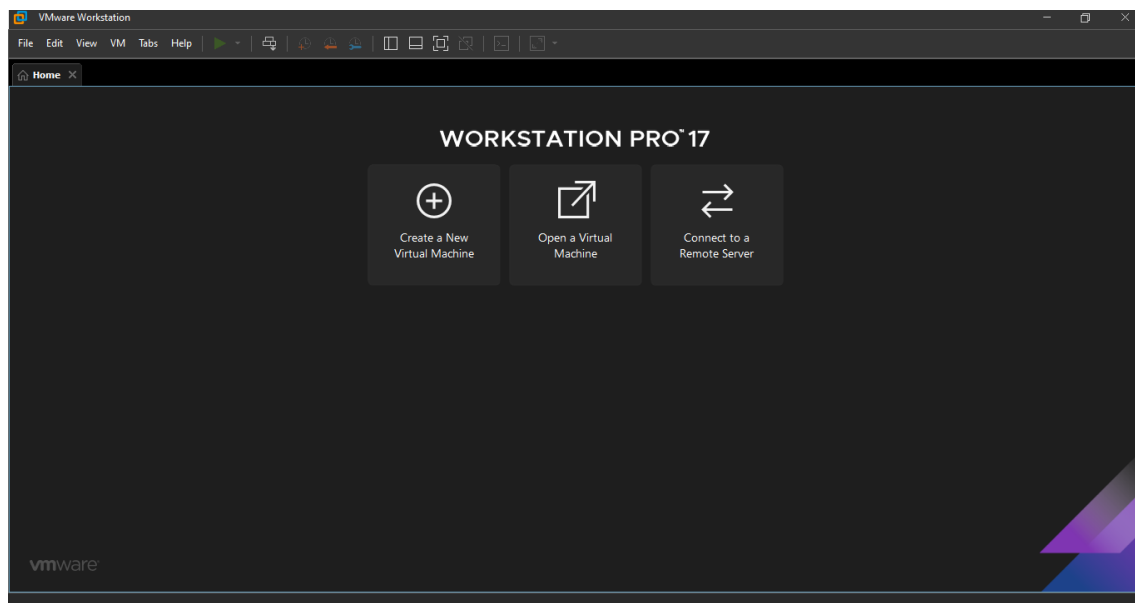 VMware Workstation
File Edit View VM Tabs Help
Home
WORKSTATION PRO™ 17
Create a New
Virtual Machine
Open a Virtual
Machine
Connect to a
Remote Server
vmware®